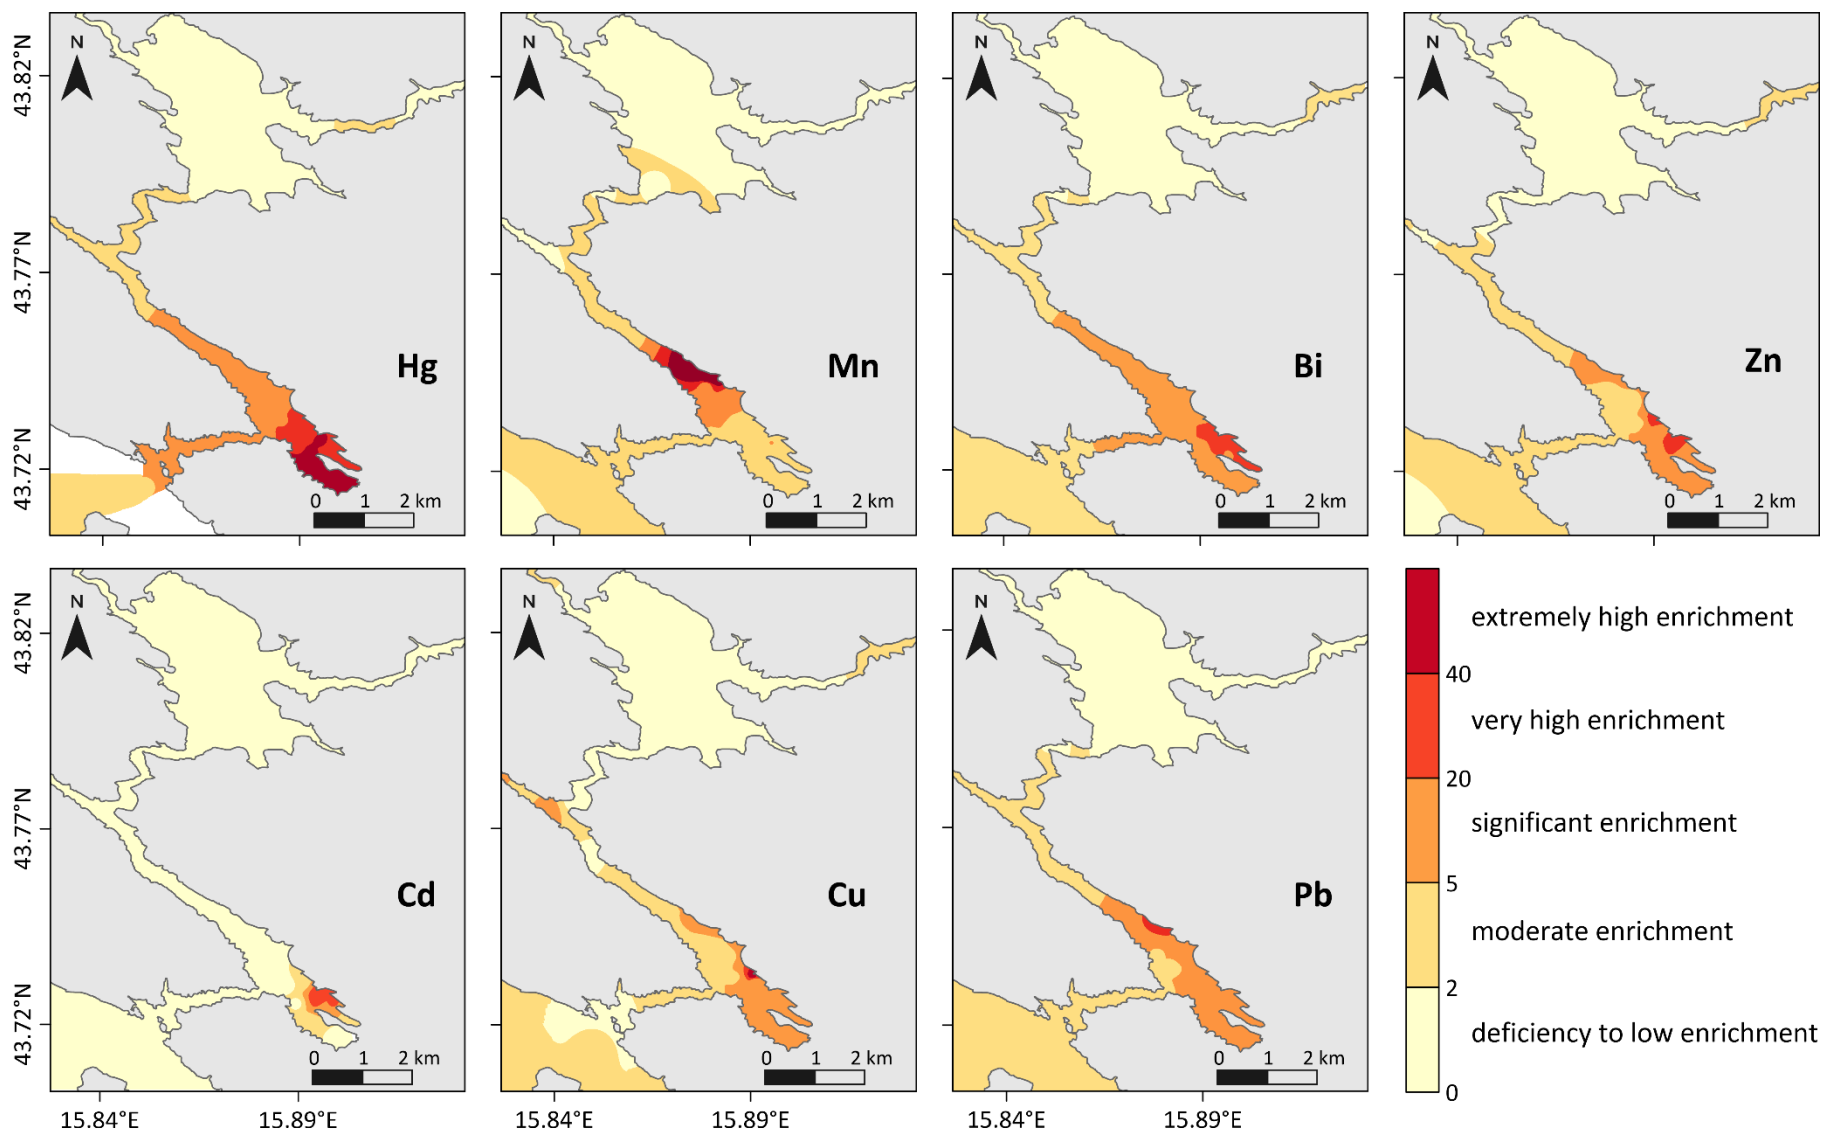 N
N
N
N
43.82°N
43.77°N
43.72°N
Hg
Mn
Bi
Zn
0 1 2 km
0 1 2 km
0 1 2 km
0 1 2 km
N
N
N
43.82°N
43.77°N
43.72°N
Cd
Cu
Pb
0 1 2 km
0 1 2 km
0 1 2 km
15.84°E 15.89°E
15.84°E 15.89°E
15.84°E 15.89°E
extremely high enrichment
40
very high enrichment
20
significant enrichment
5
moderate enrichment
2
deficiency to low enrichment
0